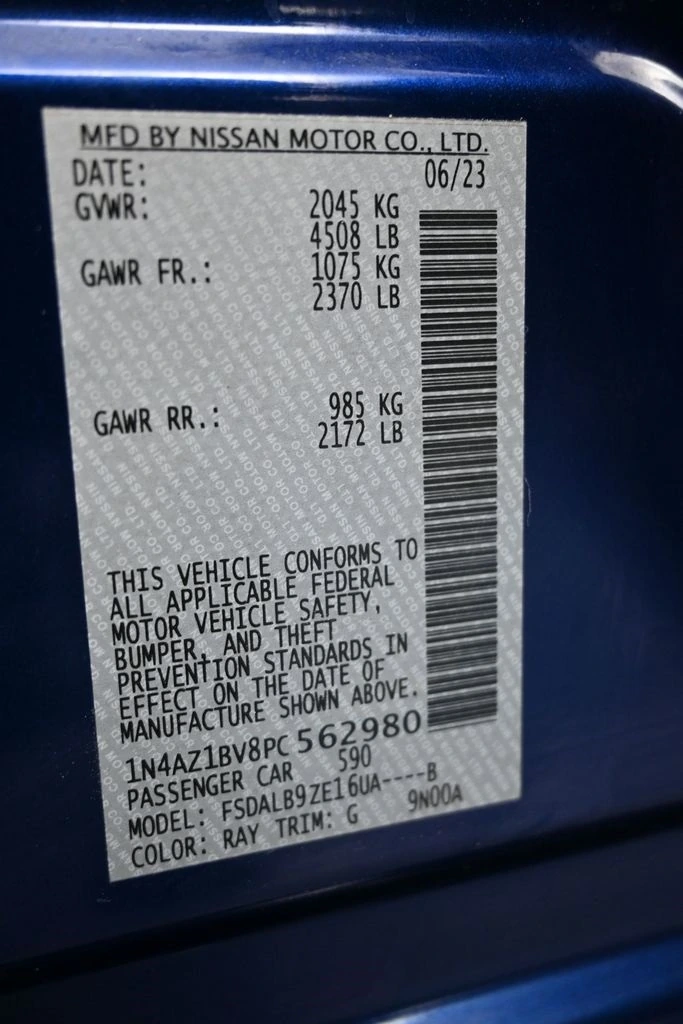 MFD BY NISSAN MOTOR CO., LTD.
DATE: 06/23
GVWR: 2045 KG
4508 LB
GAWR FR.: 1075 KG
2370 LB
GAWR RR.: 985 KG
2172 LB
THIS VEHICLE CONFORMS TO
ALL APPLICABLE FEDERAL
MOTOR VEHICLE SAFETY,
BUMPER, AND THEFT
PREVENTION STANDARDS IN
EFFECT ON THE DATE OF
MANUFACTURE SHOWN ABOVE.
1N4AZ1BV8PC562980
PASSENGER CAR 590
MODEL: FSDALB9ZE16UA----B
COLOR: RAY TRIM: G 9N00A